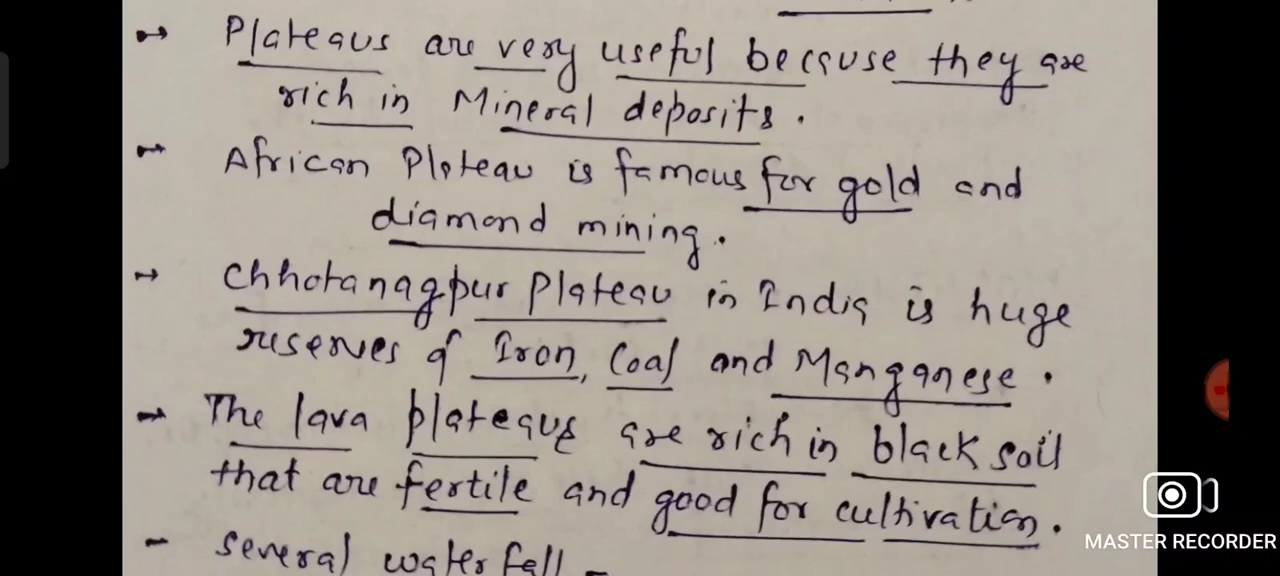 Plateaus are very useful because they are
rich in Mineral deposits.
African Plateau is famous for gold and
diamond mining.
Chhotanagpur Plateau in India is huge
reserves of Iron, Coal and Manganese.
The lava plateaus are rich in black soil
that are fertile and good for cultivation.
- Several waterfall -
MASTER RECORDER